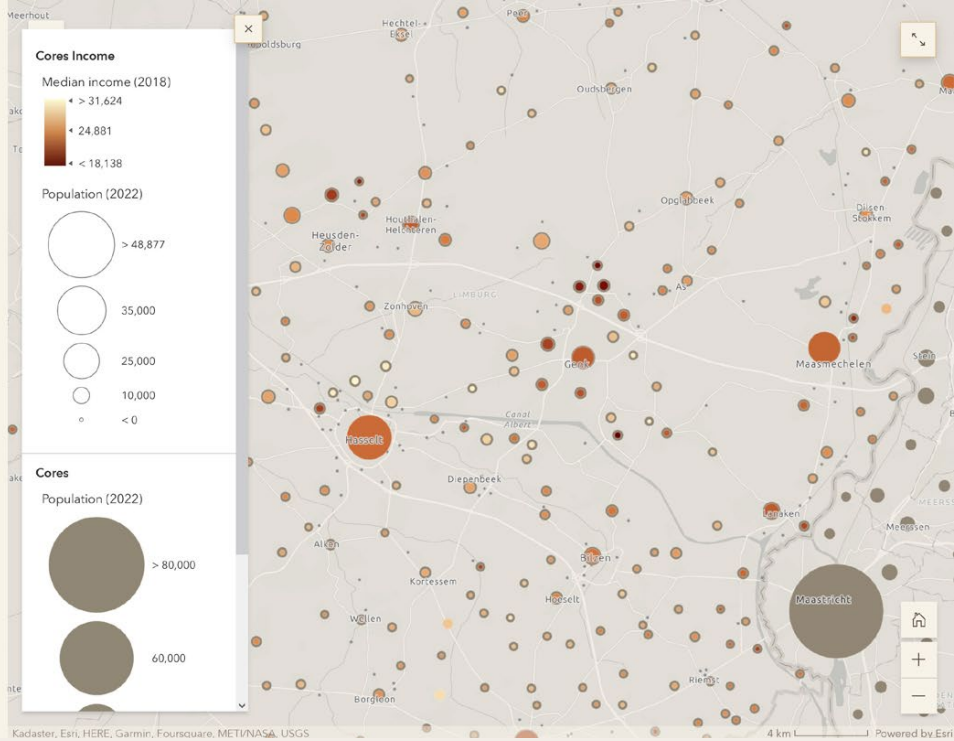 Cores Income
Median income (2018)
> 31,624
24,881
< 18,138
Population (2022)
> 48,877
35,000
25,000
10,000
< 0
Cores
Population (2022)
> 80,000
60,000
Meerhout
Hechtel-
Eksel
Peer
Oudsbergen
Houthalen-
Helchteren
Heusden-
Zolder
Opglabbeek
Dilsen-
Stokkem
LIMBURG
As
Zonhoven
Genk
Maasmechelen
Stein
Canal
Albert
Hasselt
Diepenbeek
Lanaken
MEERSS
Meerssen
Alken
Bilzen
Kortessem
Hoeselt
Maastricht
Wellen
Riemst
Borgloon
Kadaster, Esri, HERE, Garmin, Foursquare, METI/NASA, USGS
4 km
Powered by Esri